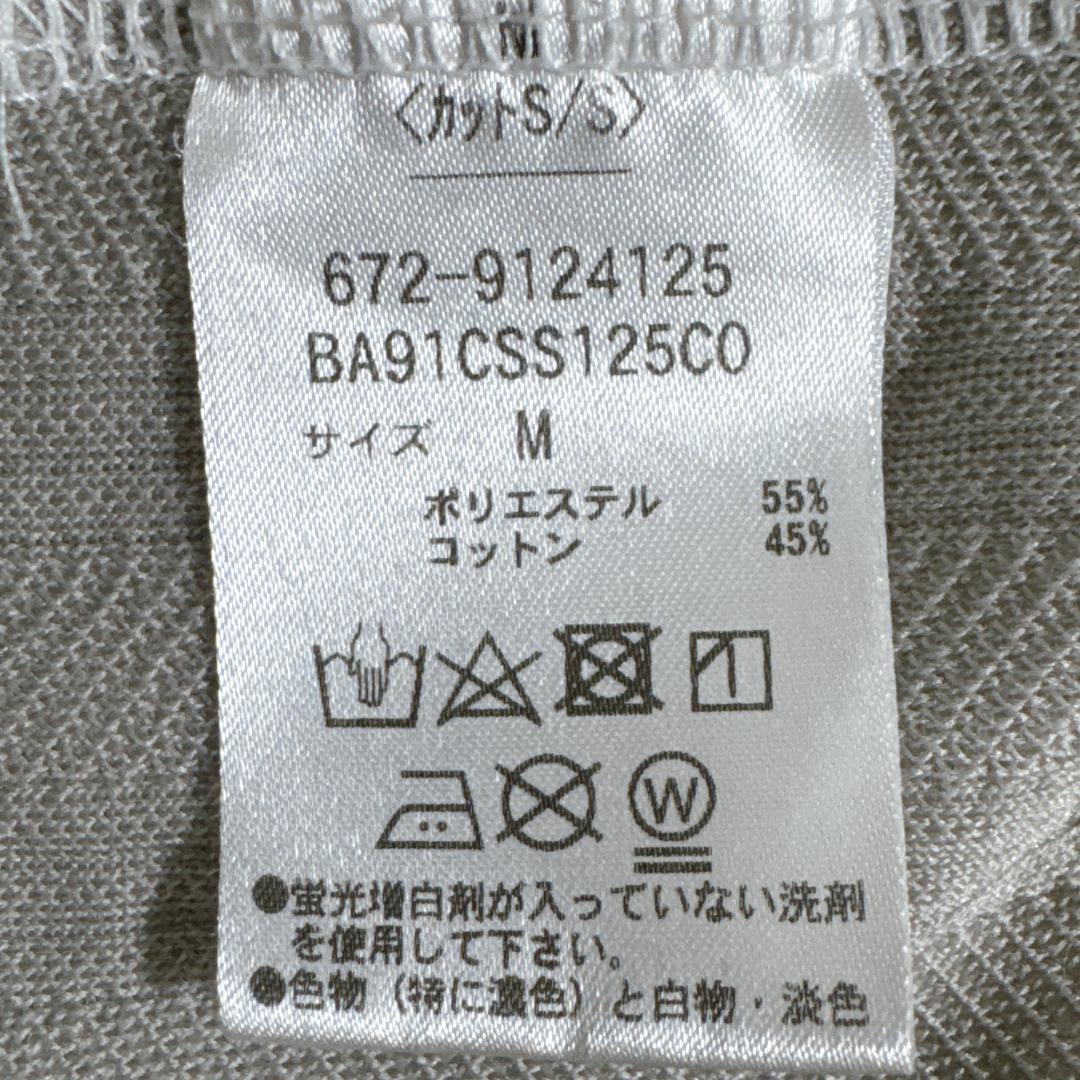 M
〈カットS/S〉
672-9124125
BA91CSS125CO
サイズ M
ポリエステル 55%
コットン 45%
1
W
●蛍光増白剤が入っていない洗剤
を使用して下さい。
●色物（特に濃色）と白物・淡色